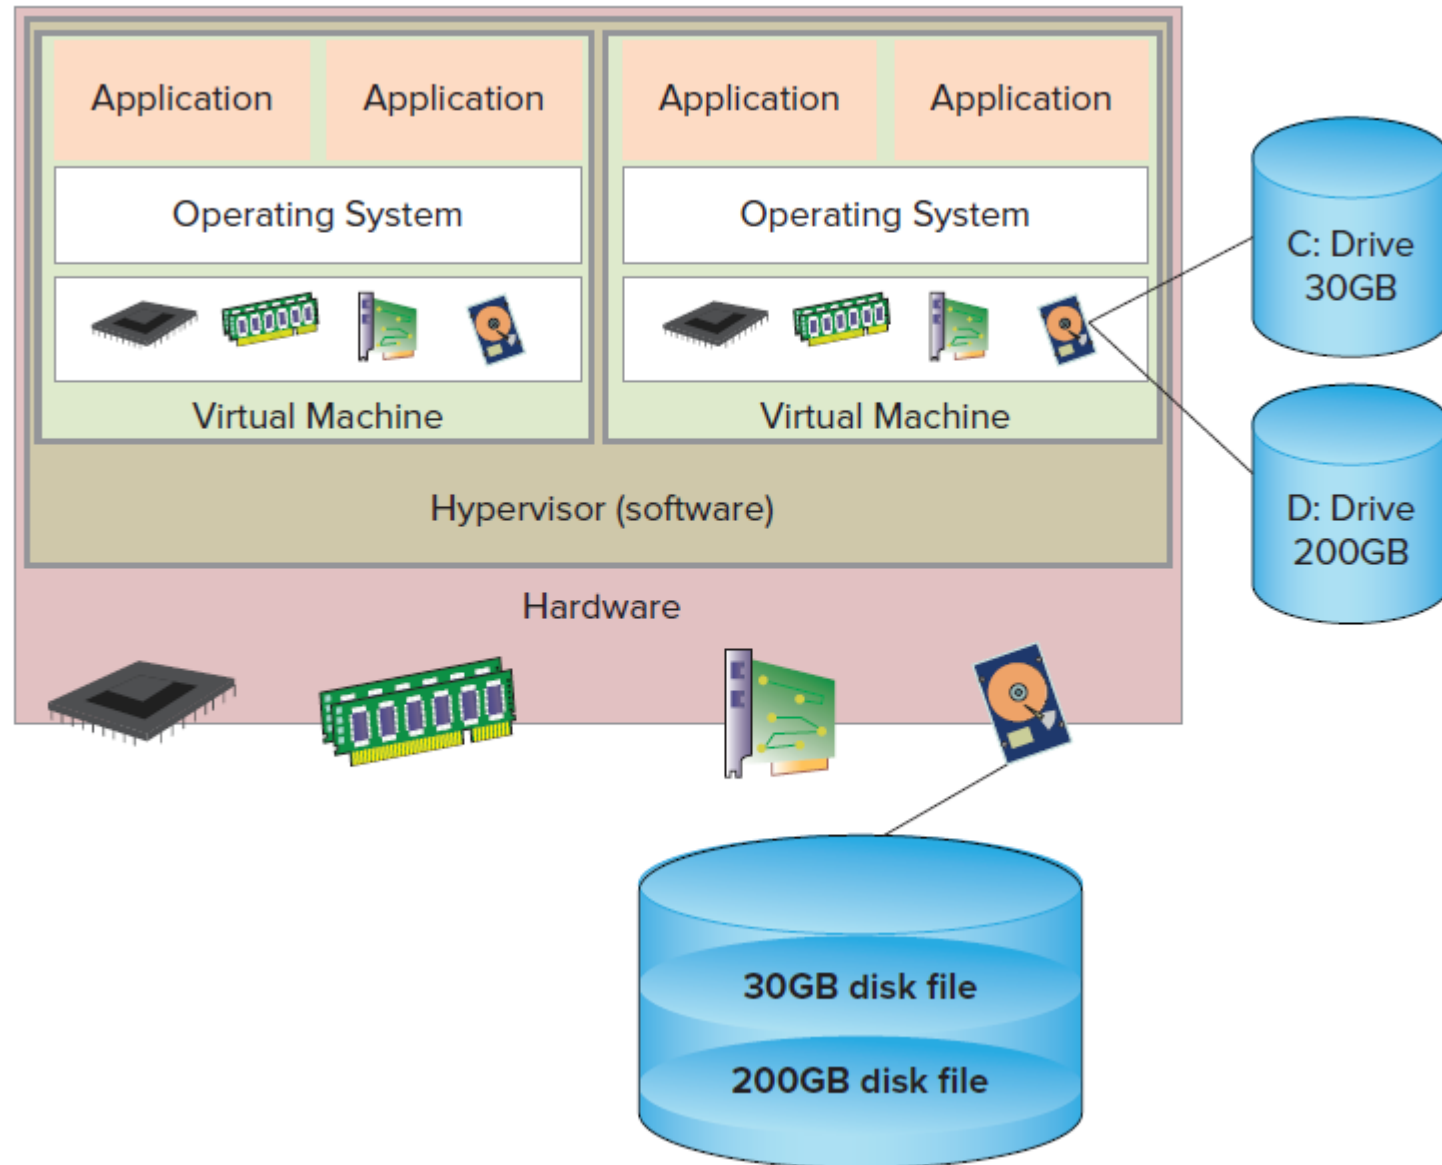 Application
Application
Application
Application
Operating System
Operating System
Virtual Machine
Virtual Machine
C: Drive
30GB
D: Drive
200GB
Hypervisor (software)
Hardware
30GB disk file
200GB disk file